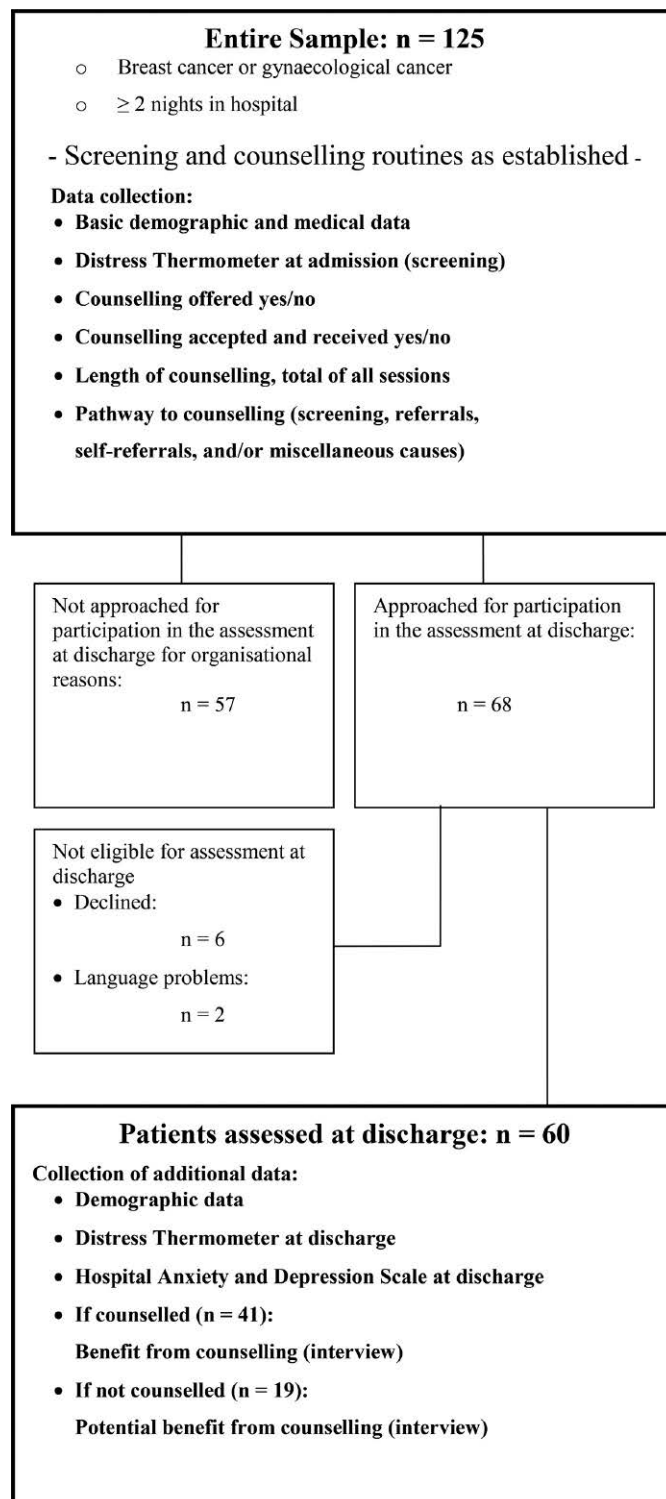 Entire Sample: n = 125
○ Breast cancer or gynaecological cancer
○ ≥ 2 nights in hospital
- Screening and counselling routines as established -
Data collection:
• Basic demographic and medical data
• Distress Thermometer at admission (screening)
• Counselling offered yes/no
• Counselling accepted and received yes/no
• Length of counselling, total of all sessions
• Pathway to counselling (screening, referrals,
self-referrals, and/or miscellaneous causes)
Not approached for
participation in the assessment
at discharge for organisational
reasons:
n = 57
Approached for participation
in the assessment at discharge:
n = 68
Not eligible for assessment at
discharge
• Declined:
n = 6
• Language problems:
n = 2
Patients assessed at discharge: n = 60
Collection of additional data:
• Demographic data
• Distress Thermometer at discharge
• Hospital Anxiety and Depression Scale at discharge
• If counselled (n = 41):
Benefit from counselling (interview)
• If not counselled (n = 19):
Potential benefit from counselling (interview)